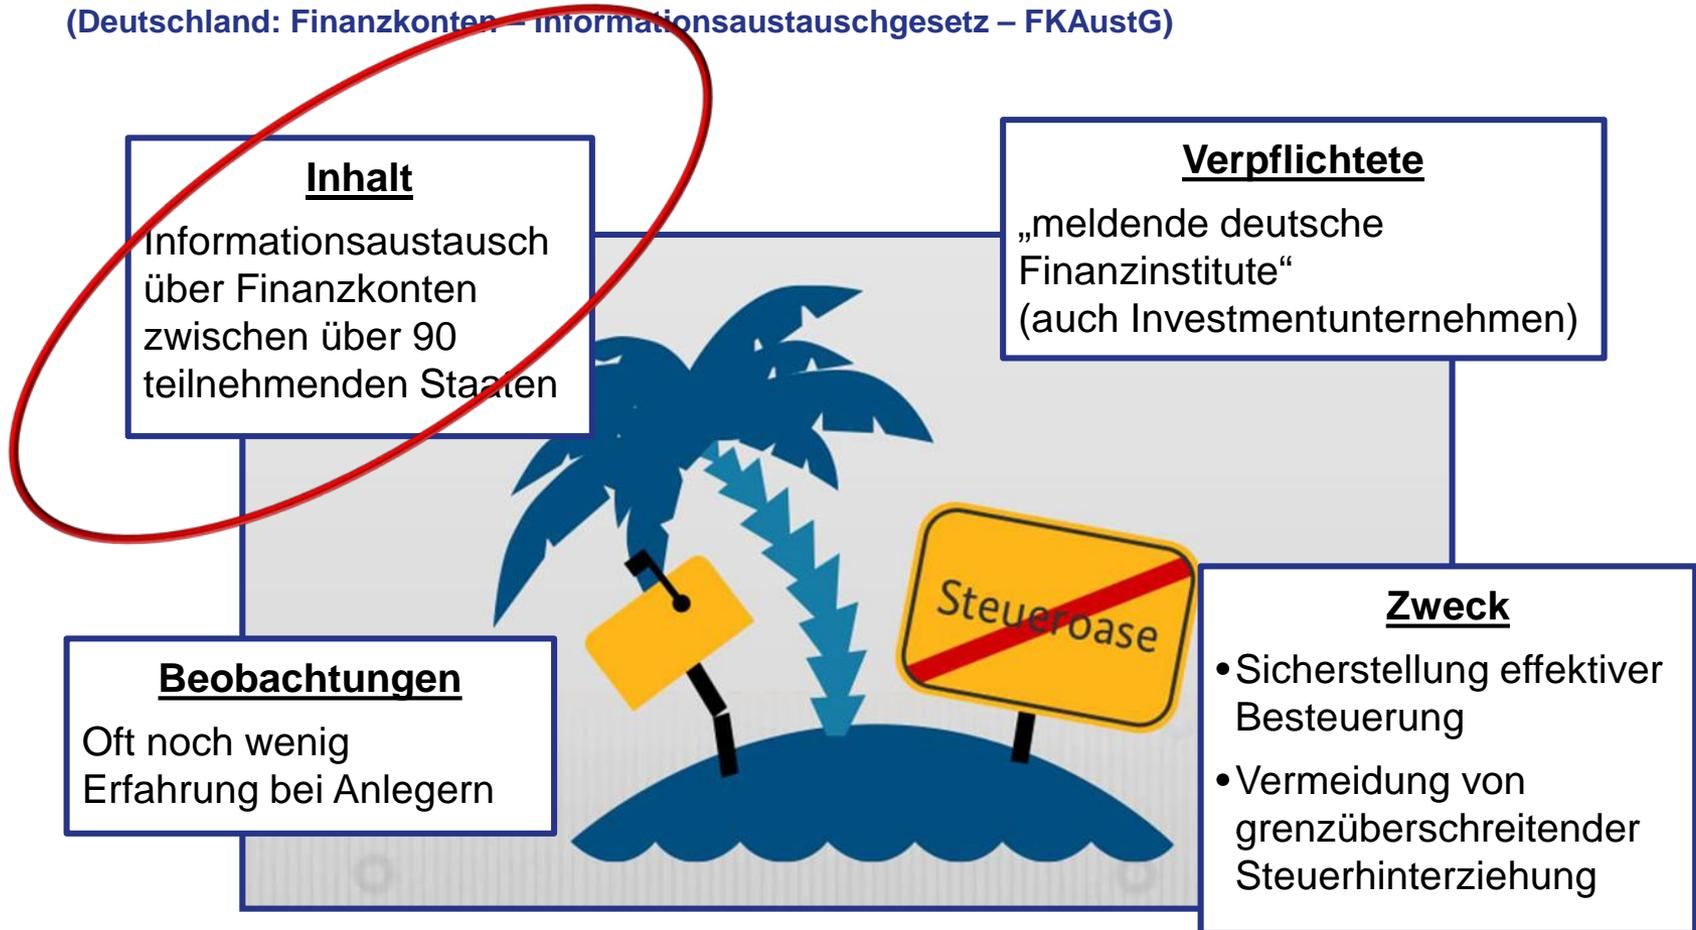 (Deutschland: Finanzkonten – Informationsaustauschgesetz – FKAustG)
Inhalt
Informationsaustausch
über Finanzkonten
zwischen über 90
teilnehmenden Staaten
Verpflichtete
„meldende deutsche
Finanzinstitute“
(auch Investmentunternehmen)
Steueroase
Beobachtungen
Oft noch wenig
Erfahrung bei Anlegern
Zweck
•Sicherstellung effektiver
Besteuerung
•Vermeidung von
grenzüberschreitender
Steuerhinterziehung